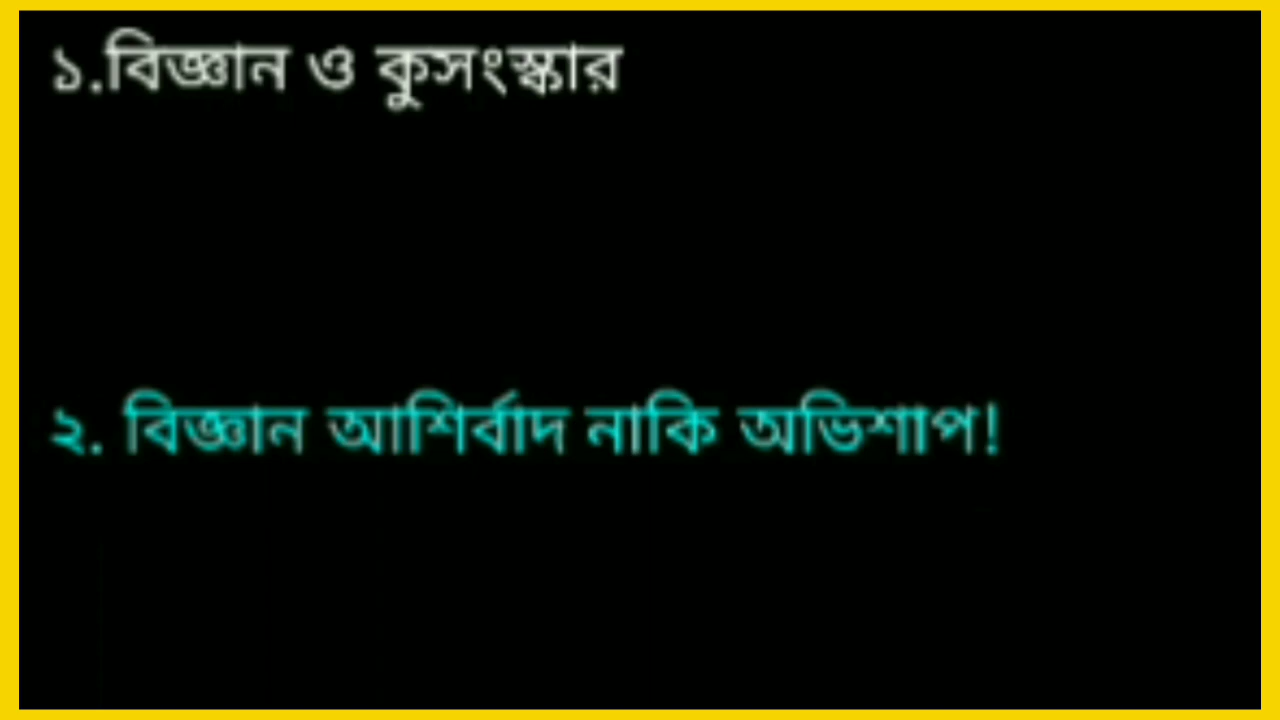 ১.বিজ্ঞান ও কুসংস্কার
২. বিজ্ঞান আশির্বাদ নাকি অভিশাপ!